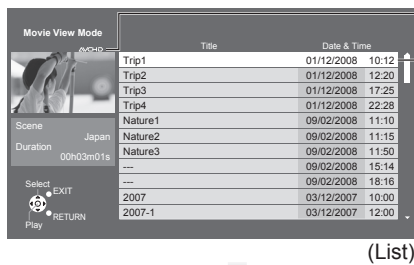 Movie View Mode
AVCHD
Title Date & Time
Trip1 01/12/2008 10:12
Trip2 01/12/2008 12:20
Trip3 01/12/2008 17:25
Trip4 01/12/2008 22:28
Nature1 09/02/2008 11:10
Nature2 09/02/2008 11:15
Nature3 09/02/2008 11:50
--- 09/02/2008 15:14
--- 09/02/2008 18:16
2007 03/12/2007 10:00
2007-1 03/12/2007 12:00
Scene
Japan
Duration
00h03m01s
Select
EXIT
RETURN
Play
(List)